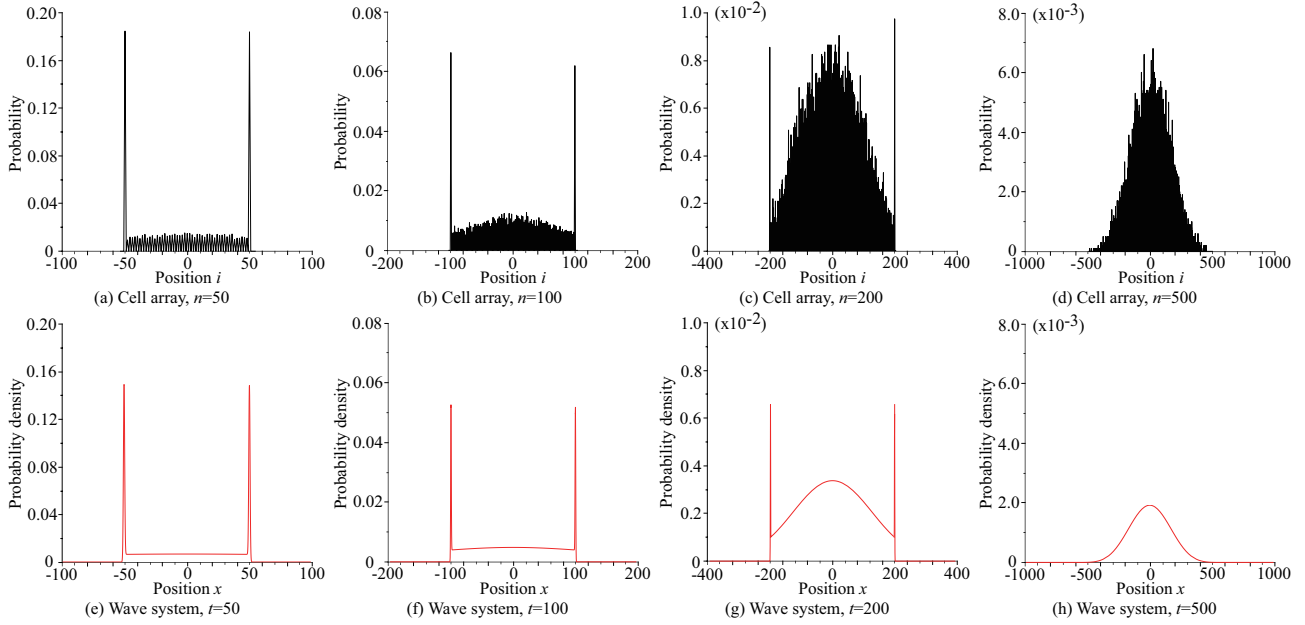 (x10-2)
(x10-3)
0.20
0.16
0.12
0.08
0.04
0
Probability
-100 -50 0 50 100
Position i
(a) Cell array, n=50
0.08
0.06
0.04
0.02
0
Probability
-200 -100 0 100 200
Position i
(b) Cell array, n=100
1.0
0.8
0.6
0.4
0.2
0
Probability
-400 -200 0 200 400
Position i
(c) Cell array, n=200
8.0
6.0
4.0
2.0
0
Probability
-1000 -500 0 500 1000
Position i
(d) Cell array, n=500
0.20
0.16
0.12
0.08
0.04
0
Probability density
-100 -50 0 50 100
Position x
(e) Wave system, t=50
0.08
0.06
0.04
0.02
0
Probability density
-200 -100 0 100 200
Position x
(f) Wave system, t=100
(x10-2)
1.0
0.8
0.6
0.4
0.2
0
Probability density
-400 -200 0 200 400
Position x
(g) Wave system, t=200
(x10-3)
8.0
6.0
4.0
2.0
0
Probability density
-1000 -500 0 500 1000
Position x
(h) Wave system, t=500